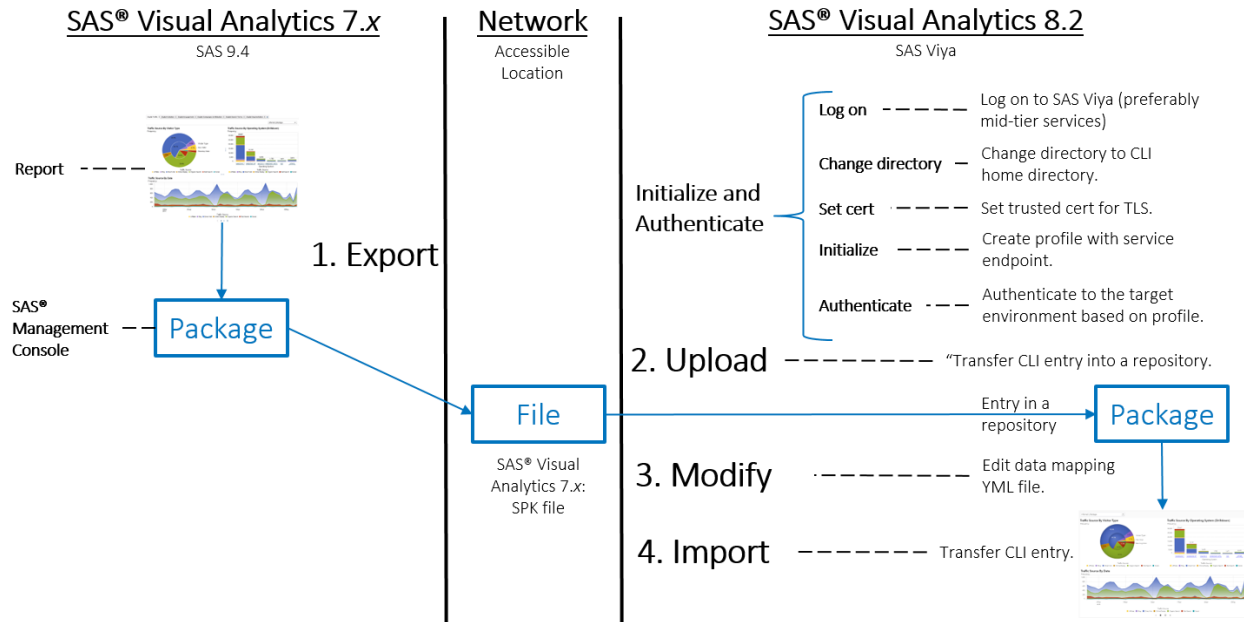 SAS® Visual Analytics 7.x
SAS 9.4
Network
Accessible
Location
SAS® Visual Analytics 8.2
SAS Viya
Report
1. Export
SAS®
Management
Console
Package
File
SAS® Visual
Analytics 7.x:
SPK file
Initialize and
Authenticate
Log on
Log on to SAS Viya (preferably
mid-tier services)
Change directory
Change directory to CLI
home directory.
Set cert
Set trusted cert for TLS.
Initialize
Create profile with service
endpoint.
Authenticate
Authenticate to the target
environment based on profile.
2. Upload
“Transfer CLI entry into a repository.
Entry in a
repository
Package
3. Modify
Edit data mapping
YML file.
4. Import
Transfer CLI entry.